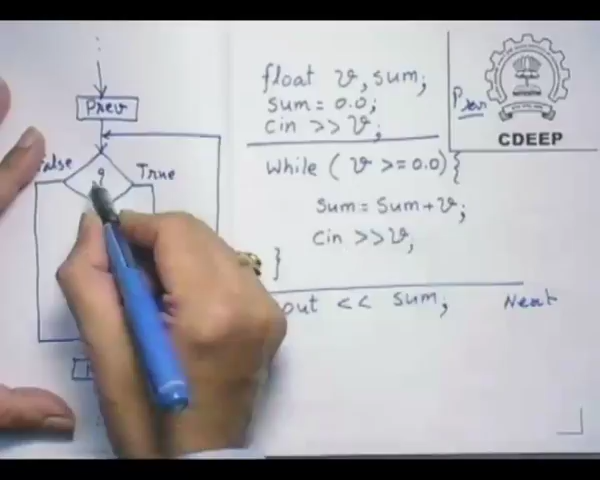 Prev
False
True
?
float v, sum;
sum = 0.0;
cin >> v;
Prev
CDEEP
While ( v >= 0.0) {
sum = sum + v;
cin >> v,
}
out << sum;
Next